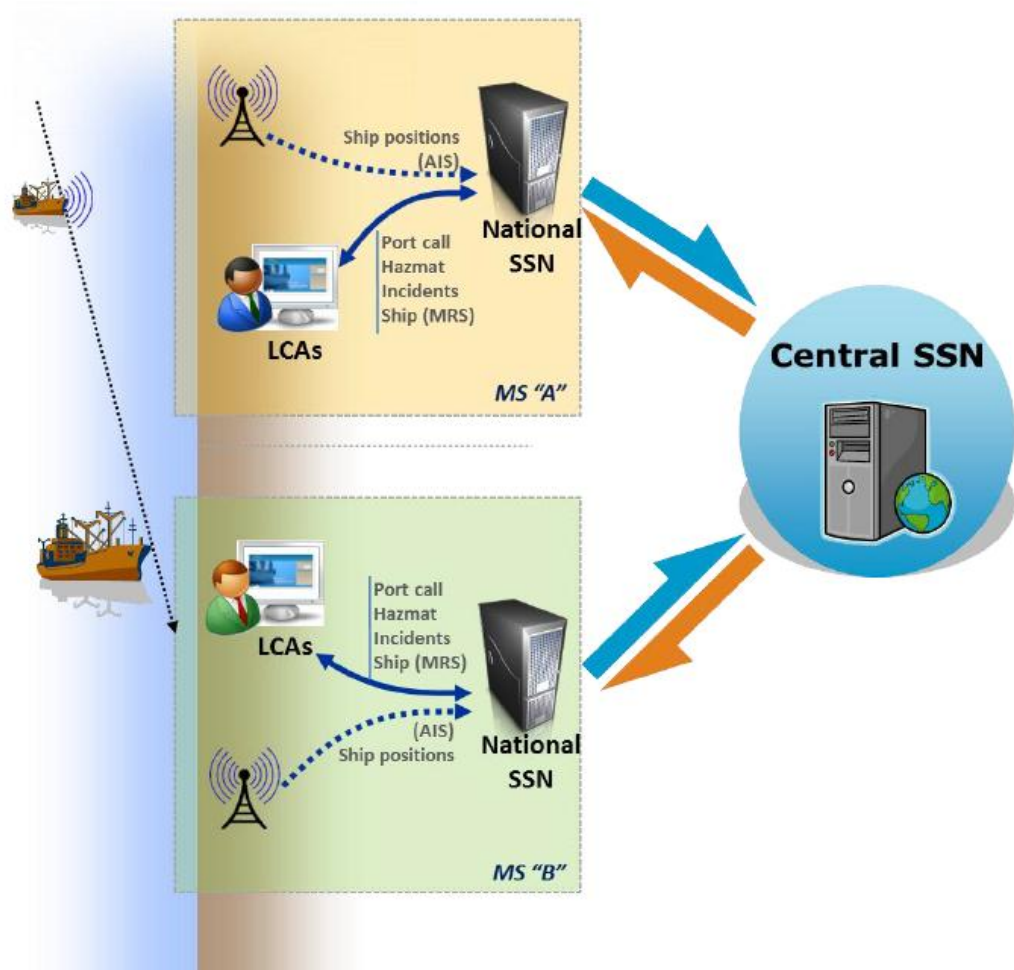 Ship positions
(AIS)
National
SSN
Port call
Hazmat
Incidents
Ship (MRS)
LCAs
MS “A”
Central SSN
LCAs
Port call
Hazmat
Incidents
Ship (MRS)
(AIS)
Ship positions
National
SSN
MS “B”